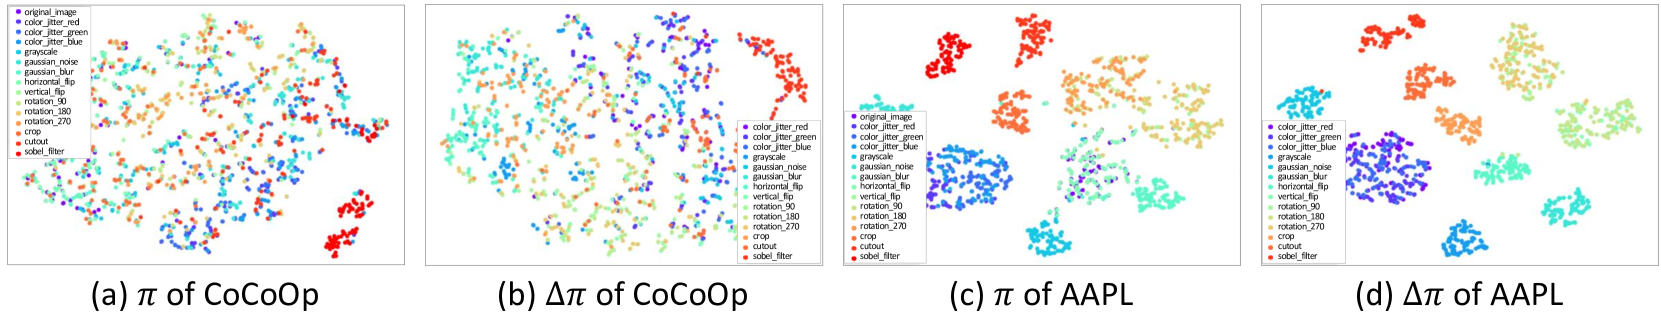 original_image
color_jitter_red
color_jitter_green
color_jitter_blue
grayscale
gaussian_noise
gaussian_blur
horizontal_flip
vertical_flip
rotation_90
rotation_180
rotation_270
crop
cutout
sobel_filter
(a) π of CoCoOp
color_jitter_red
color_jitter_green
color_jitter_blue
grayscale
gaussian_noise
gaussian_blur
horizontal_flip
vertical_flip
rotation_90
rotation_180
rotation_270
crop
cutout
sobel_filter
(b) Δπ of CoCoOp
original_image
color_jitter_red
color_jitter_green
color_jitter_blue
grayscale
gaussian_noise
gaussian_blur
horizontal_flip
vertical_flip
rotation_90
rotation_180
rotation_270
crop
cutout
sobel_filter
(c) π of AAPL
color_jitter_red
color_jitter_green
color_jitter_blue
grayscale
gaussian_noise
gaussian_blur
horizontal_flip
vertical_flip
rotation_90
rotation_180
rotation_270
crop
cutout
sobel_filter
(d) Δπ of AAPL